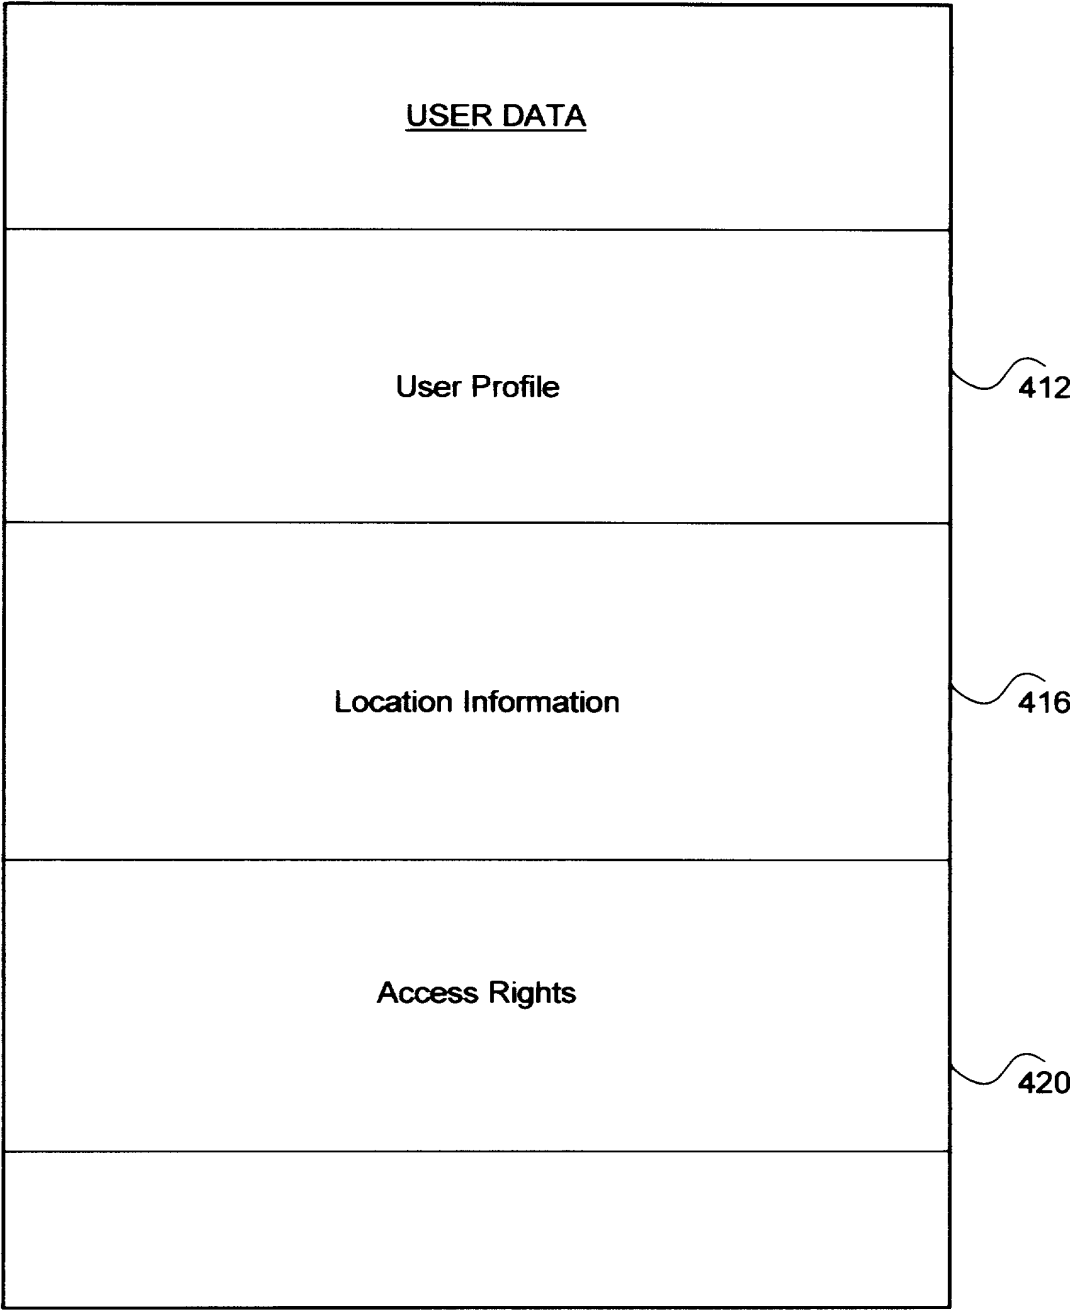 USER DATA
User Profile
412
Location Information
416
Access Rights
420